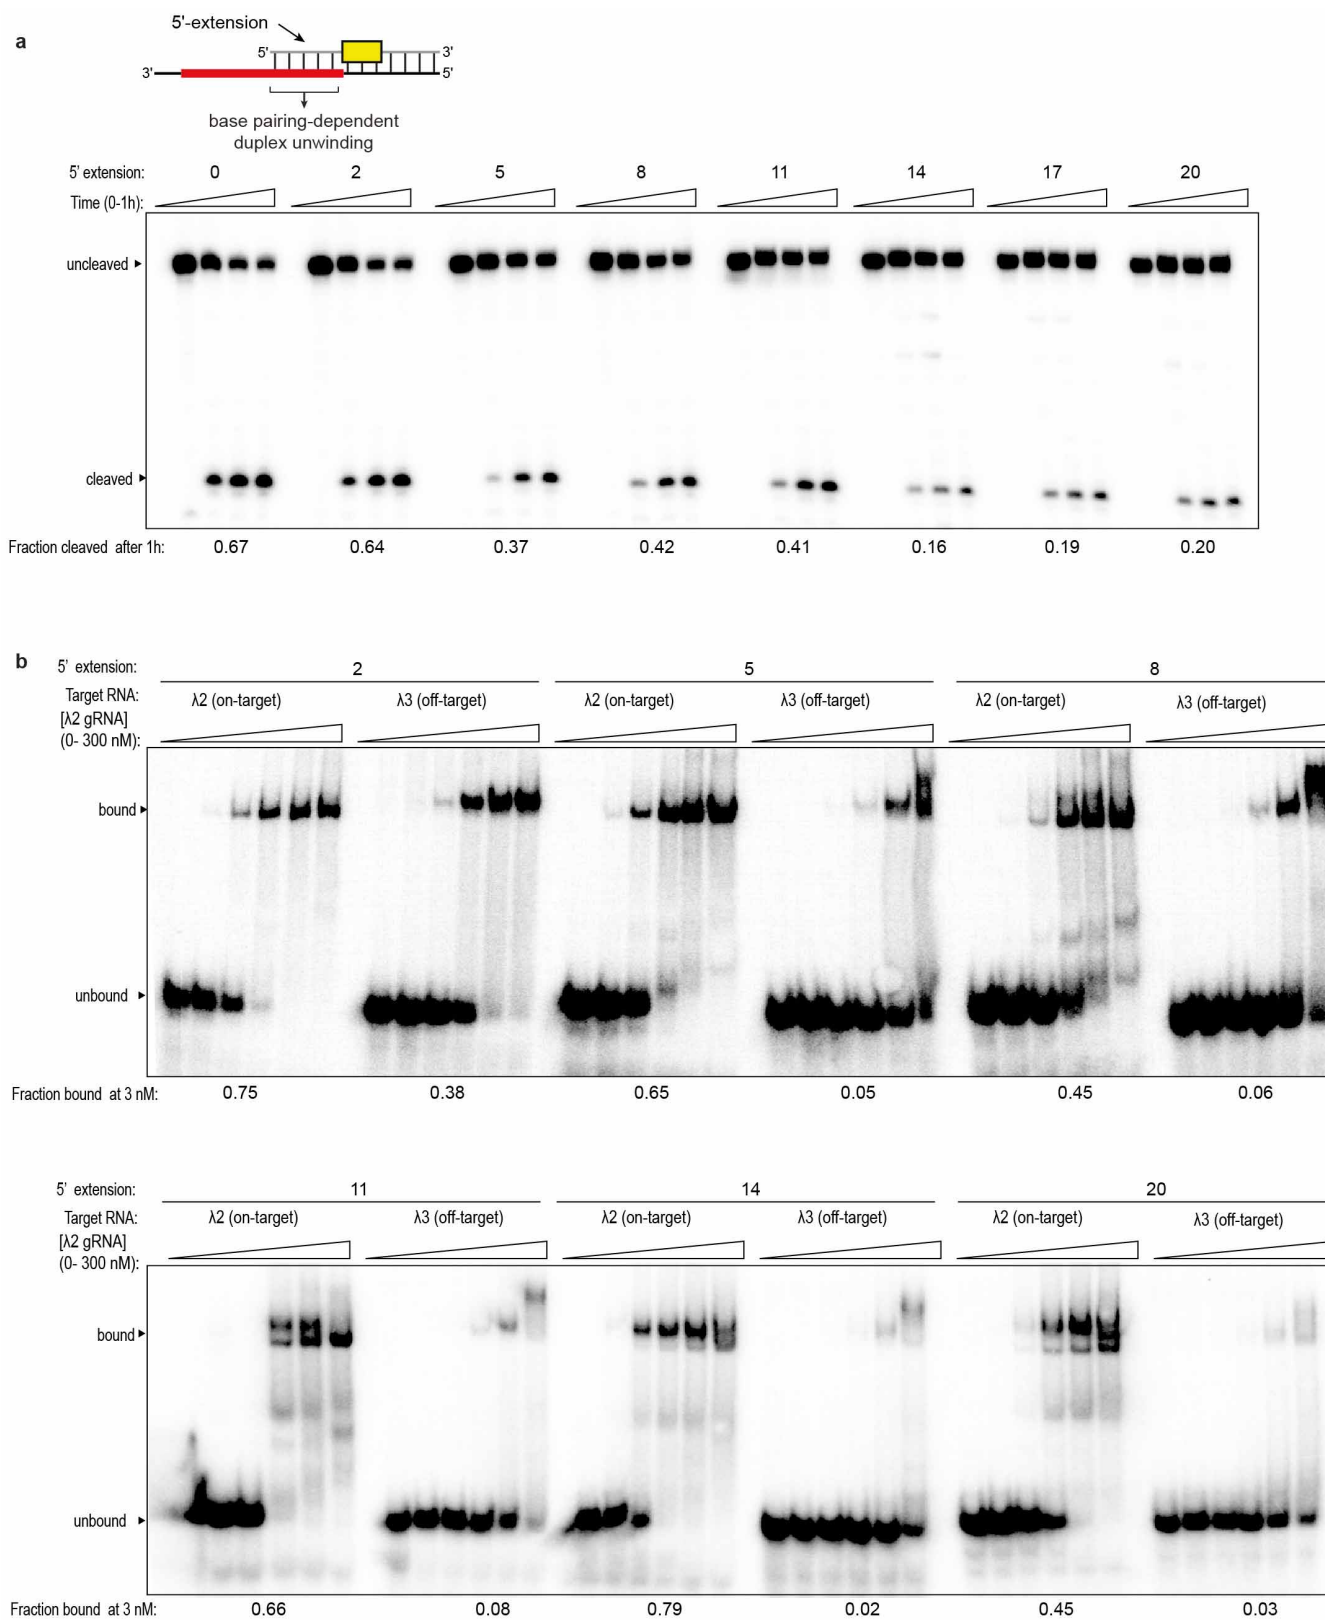 a
5'-extension
5' 3'
3' 5'
base pairing-dependent
duplex unwinding
5' extension: 0 2 5 8 11 14 17 20
Time (0-1h):
uncleaved
cleaved
Fraction cleaved after 1h: 0.67 0.64 0.37 0.42 0.41 0.16 0.19 0.20
b
5' extension: 2 5 8
Target RNA: λ2 (on-target) λ3 (off-target) λ2 (on-target) λ3 (off-target) λ2 (on-target) λ3 (off-target)
[λ2 gRNA]
(0- 300 nM):
bound
unbound
Fraction bound at 3 nM: 0.75 0.38 0.65 0.05 0.45 0.06
5' extension: 11 14 20
Target RNA: λ2 (on-target) λ3 (off-target) λ2 (on-target) λ3 (off-target) λ2 (on-target) λ3 (off-target)
[λ2 gRNA]
(0- 300 nM):
bound
unbound
Fraction bound at 3 nM: 0.66 0.08 0.79 0.02 0.45 0.03